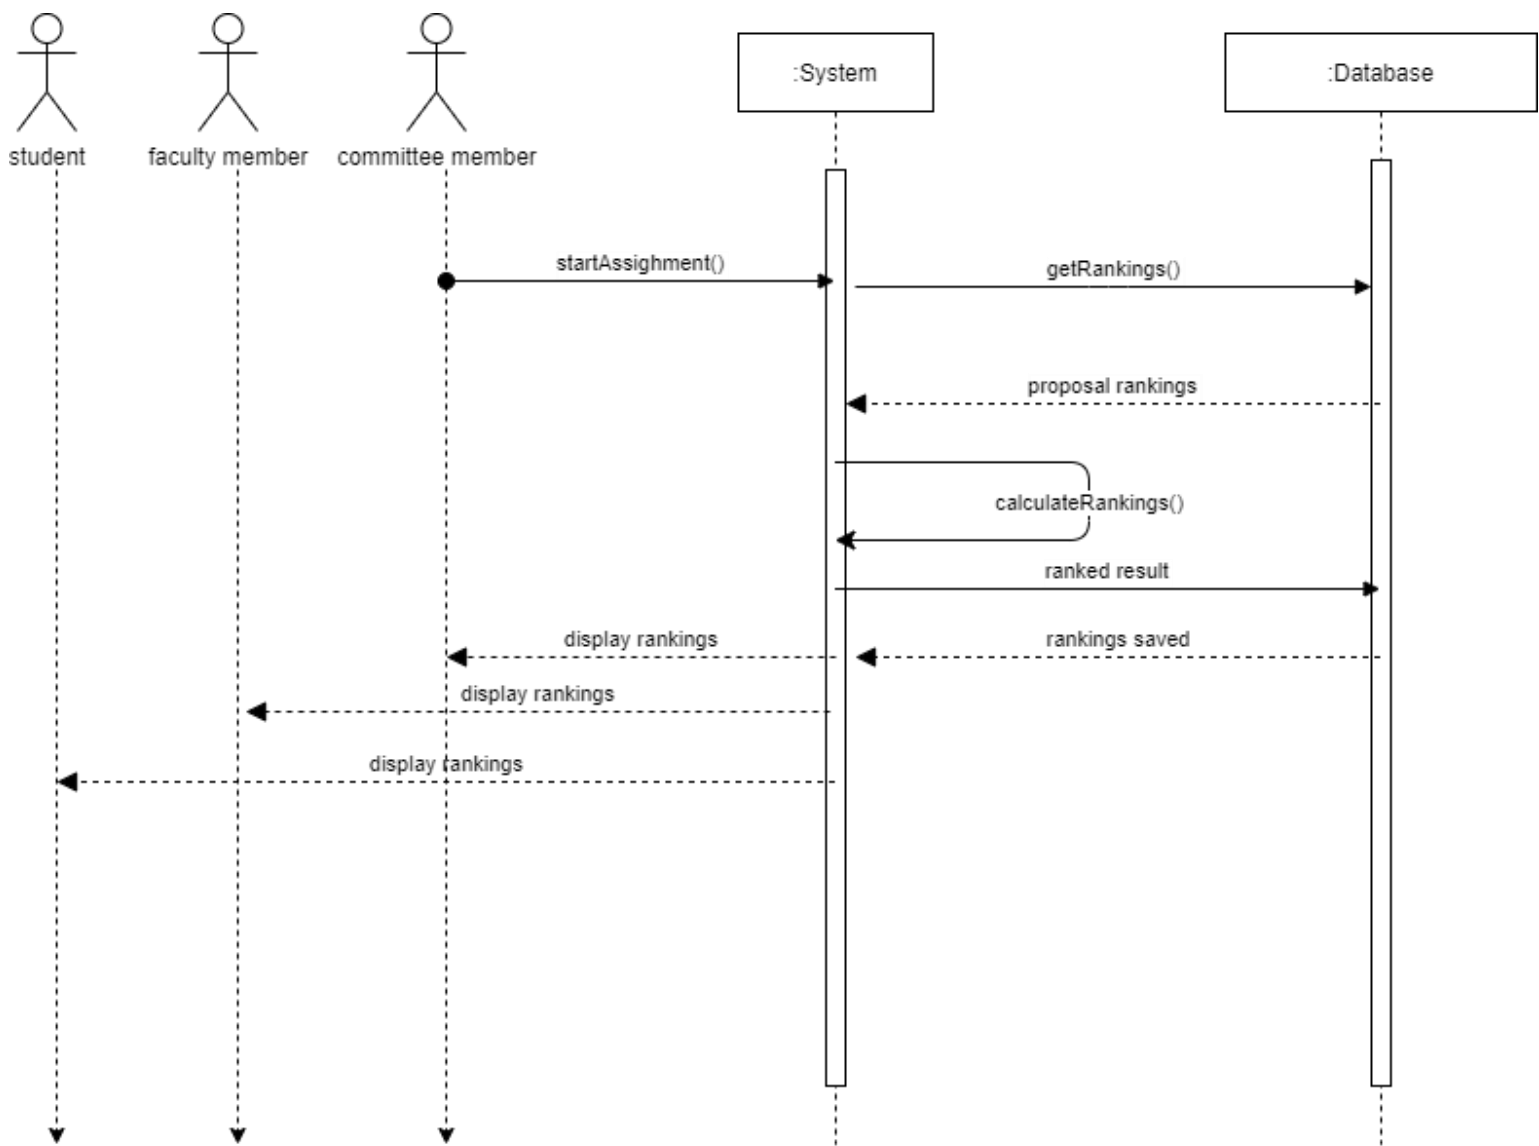 student
faculty member
committee member
:System
:Database
startAssighment()
getRankings()
proposal rankings
calculateRankings()
ranked result
display rankings
rankings saved
display rankings
display rankings